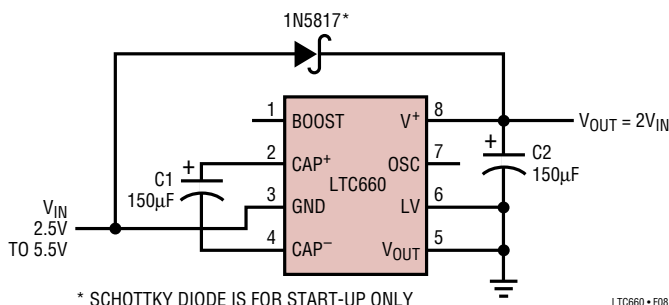 1N5817*
1 BOOST V+ 8
VOUT = 2VIN
2 CAP+ OSC 7
+ C1 150µF
LTC660
+ C2 150µF
VIN 2.5V TO 5.5V
3 GND LV 6
4 CAP− VOUT 5
* SCHOTTKY DIODE IS FOR START-UP ONLY
LTC660 • F08